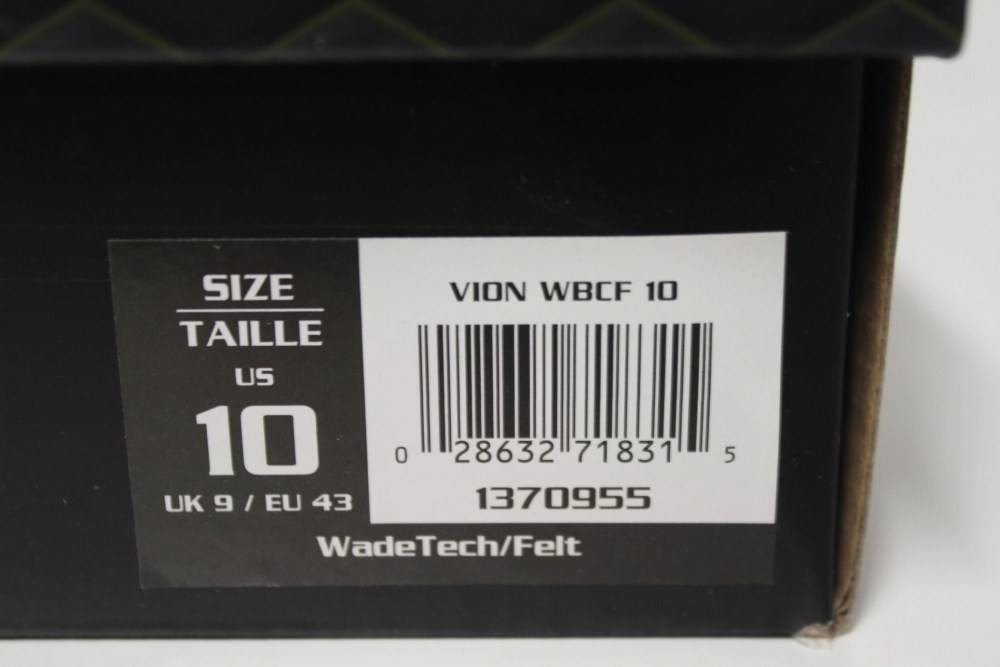 SIZE
TAILLE
US
10
UK 9 / EU 43
VION WBCF 10
0 28632 71831 5
1370955
WadeTech/Felt